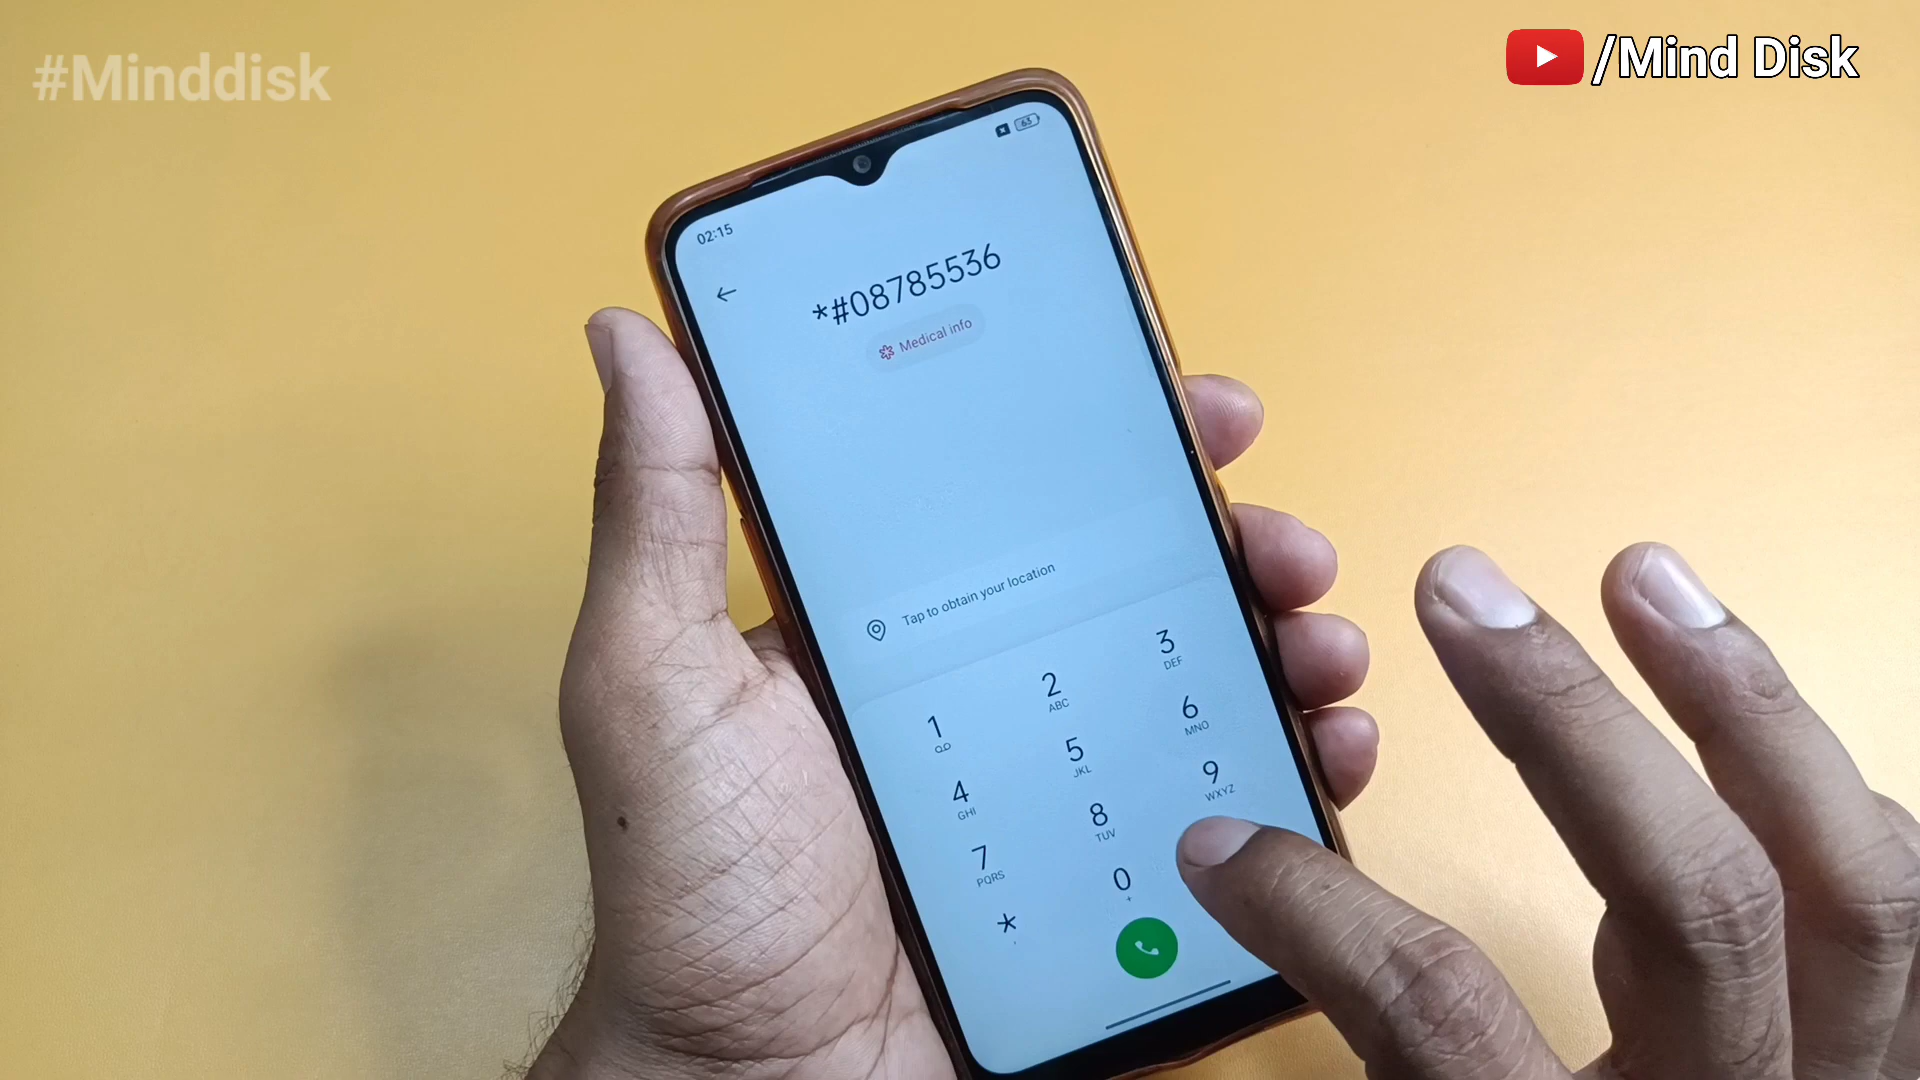 #Minddisk
/Mind Disk
63
02:15
*#08785536
Medical info
Tap to obtain your location
1
2
ABC
3
DEF
4
GHI
5
JKL
6
MNO
7
PQRS
8
TUV
9
WXYZ
*
,
0
+